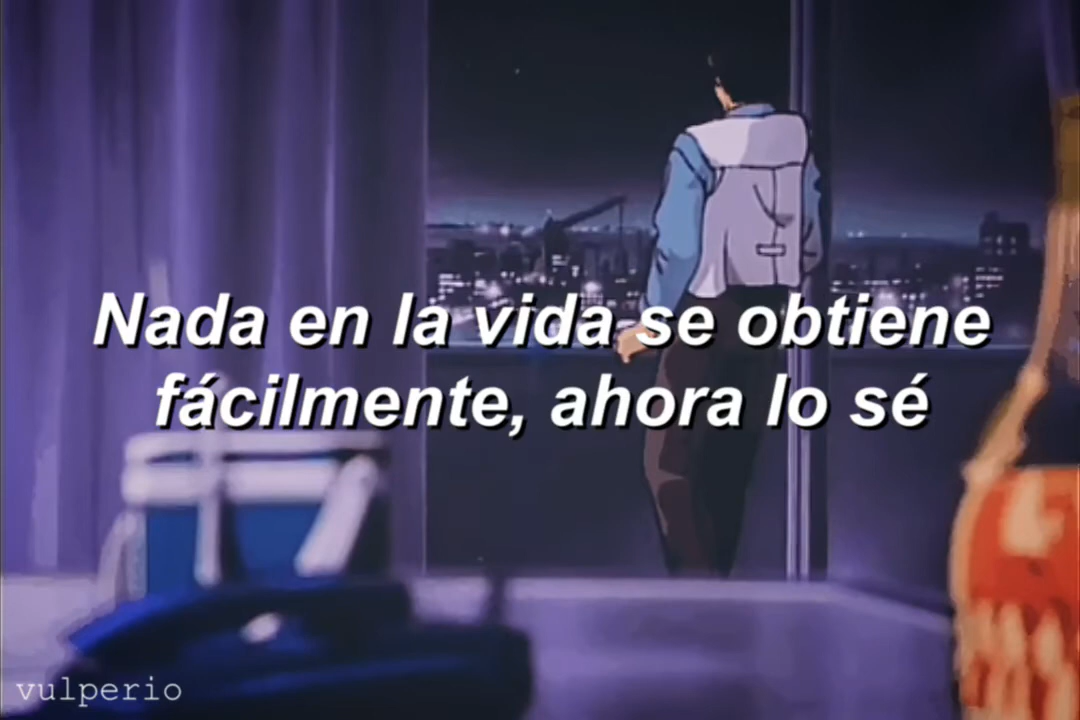 Nada en la vida se obtiene
fácilmente, ahora lo sé
vulperio